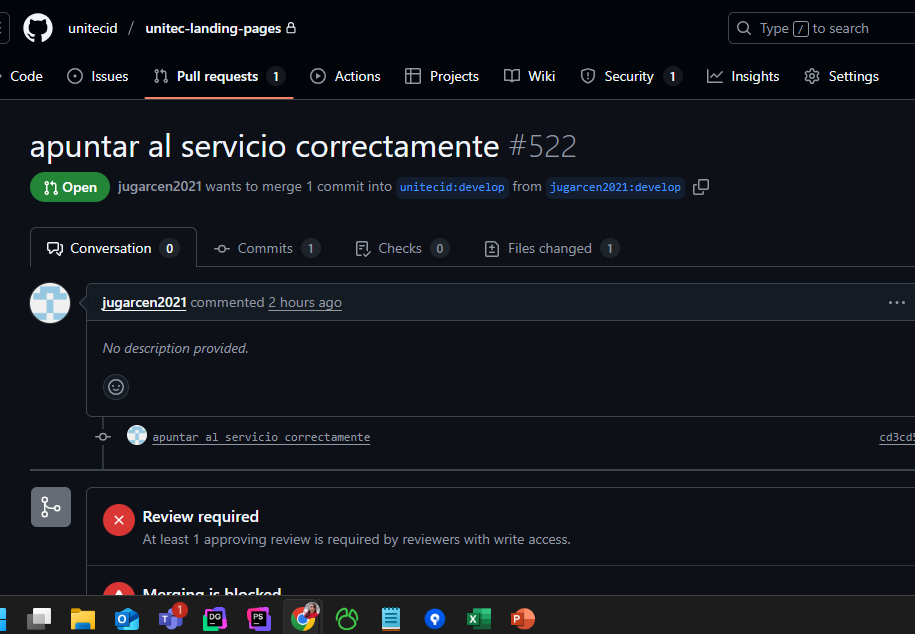 unitecid / unitec-landing-pages
Type / to search
Code Issues Pull requests 1 Actions Projects Wiki Security 1 Insights Settings
apuntar al servicio correctamente #522
Open jugarcen2021 wants to merge 1 commit into unitecid:develop from jugarcen2021:develop
Conversation 0 Commits 1 Checks 0 Files changed 1
jugarcen2021 commented 2 hours ago
No description provided.
apuntar al servicio correctamente cd3cd5
Review required
At least 1 approving review is required by reviewers with write access.
Merging is blocked
1 DG PS